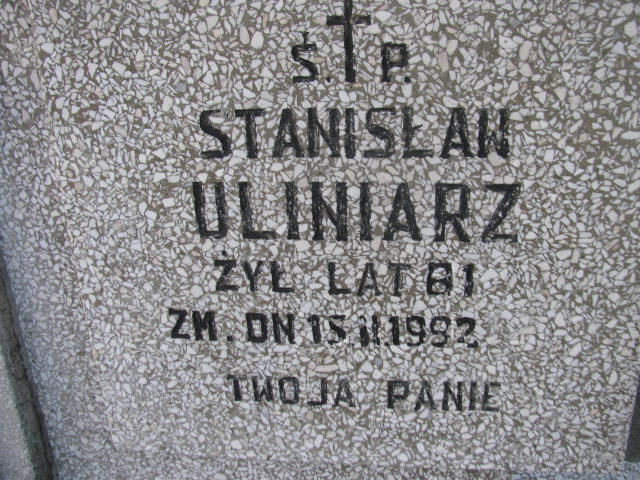 Ś. P.
STANISŁAW
ULINIARZ
ŻYŁ LAT 81
ZM. DN 15.II.1992
TWOJA PANIE